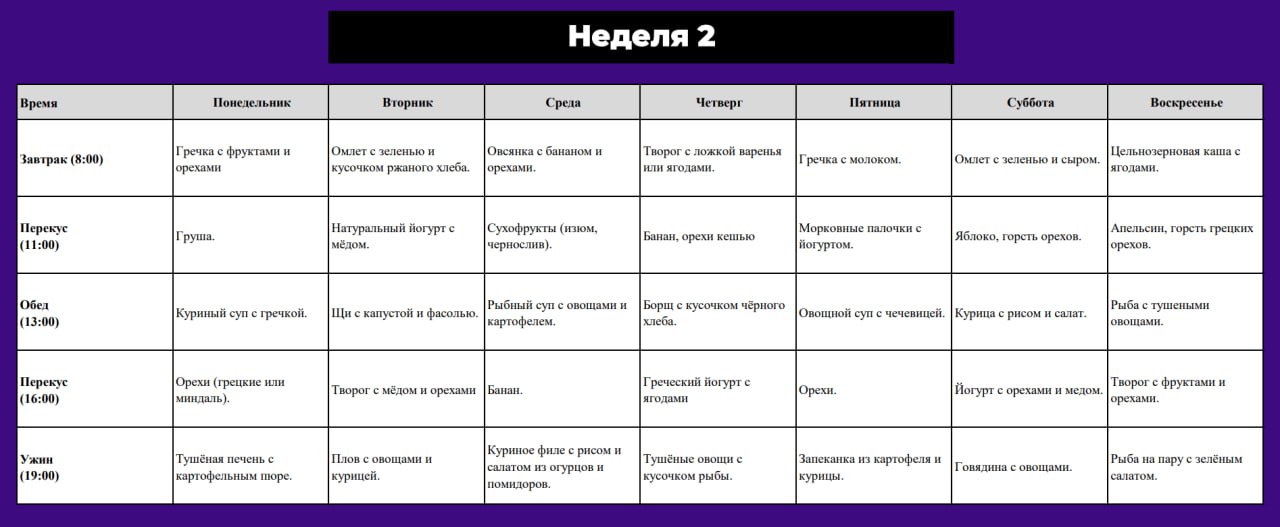 Неделя 2
Время
Понедельник
Вторник
Среда
Четверг
Пятница
Суббота
Воскресенье
Завтрак (8:00)
Гречка с фруктами и
орехами
Омлет с зеленью и
кусочком ржаного хлеба.
Овсянка с бананом и
орехами.
Творог с ложкой варенья
или ягодами.
Гречка с молоком.
Омлет с зеленью и сыром.
Цельнозерновая каша с
ягодами.
Перекус
(11:00)
Груша.
Натуральный йогурт с
мёдом.
Сухофрукты (изюм,
чернослив).
Банан, орехи кешью
Морковные палочки с
йогуртом.
Яблоко, горсть орехов.
Апельсин, горсть грецких
орехов.
Обед
(13:00)
Куриный суп с гречкой.
Щи с капустой и фасолью.
Рыбный суп с овощами и
картофелем.
Борщ с кусочком чёрного
хлеба.
Овощной суп с чечевицей.
Курица с рисом и салат.
Рыба с тушеными
овощами.
Перекус
(16:00)
Орехи (грецкие или
миндаль).
Творог с мёдом и орехами
Банан.
Греческий йогурт с
ягодами
Орехи.
Йогурт с орехами и медом.
Творог с фруктами и
орехами.
Ужин
(19:00)
Тушёная печень с
картофельным пюре.
Плов с овощами и
курицей.
Куриное филе с рисом и
салатом из огурцов и
помидоров.
Тушёные овощи с
кусочком рыбы.
Запеканка из картофеля и
курицы.
Говядина с овощами.
Рыба на пару с зелёным
салатом.